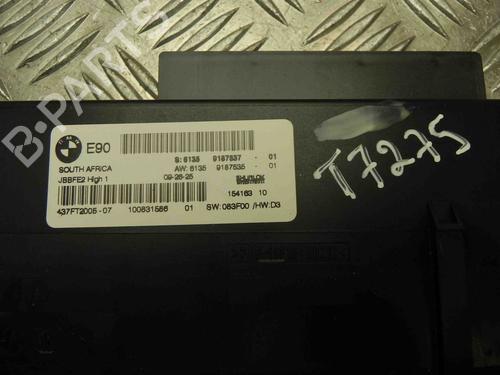 B-PARTS
E90
S: 6135 9187537 - 01
SOUTH AFRICA
AW: 6135 9187535 - 01
JBBFE2 High 1
09-26-25
154163 10
437FT2005-07 100831586 01 SW:083F00 /HW:D3
T7275